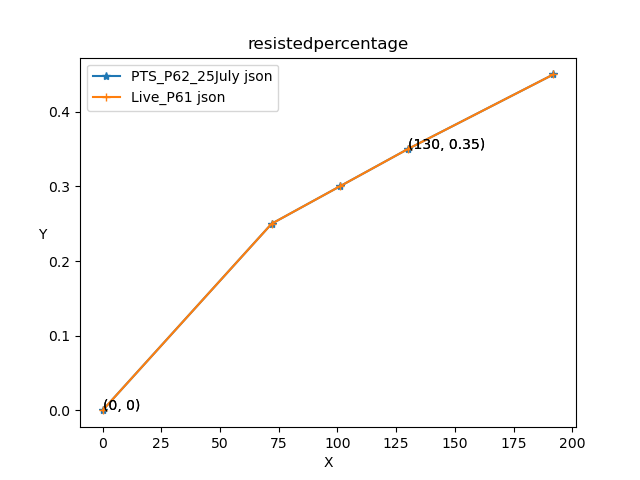 resistedpercentage
PTS_P62_25July json
Live_P61 json
0.4
0.3
0.2
0.1
0.0
Y
(130, 0.35)
(0, 0)
0 25 50 75 100 125 150 175 200
X